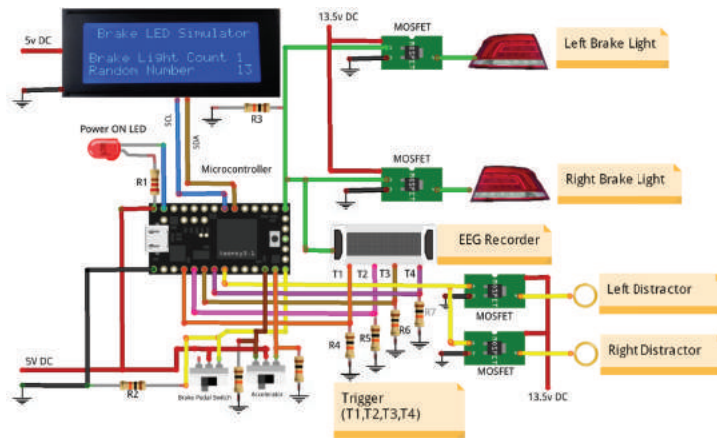 5v DC
Brake LED Simulator
Brake Light Count 1
Random Number 13
13.5v DC
MOSFET
Left Brake Light
R3
SCL
SDA
Power ON LED
Microcontroller
R1
MOSFET
Right Brake Light
EEG Recorder
T1
T2
T3
T4
MOSFET
Left Distractor
R7
R6
R5
R4
MOSFET
Right Distractor
5V DC
R2
Brake Pedal Switch
13.5v DC
Trigger
(T1,T2,T3,T4)